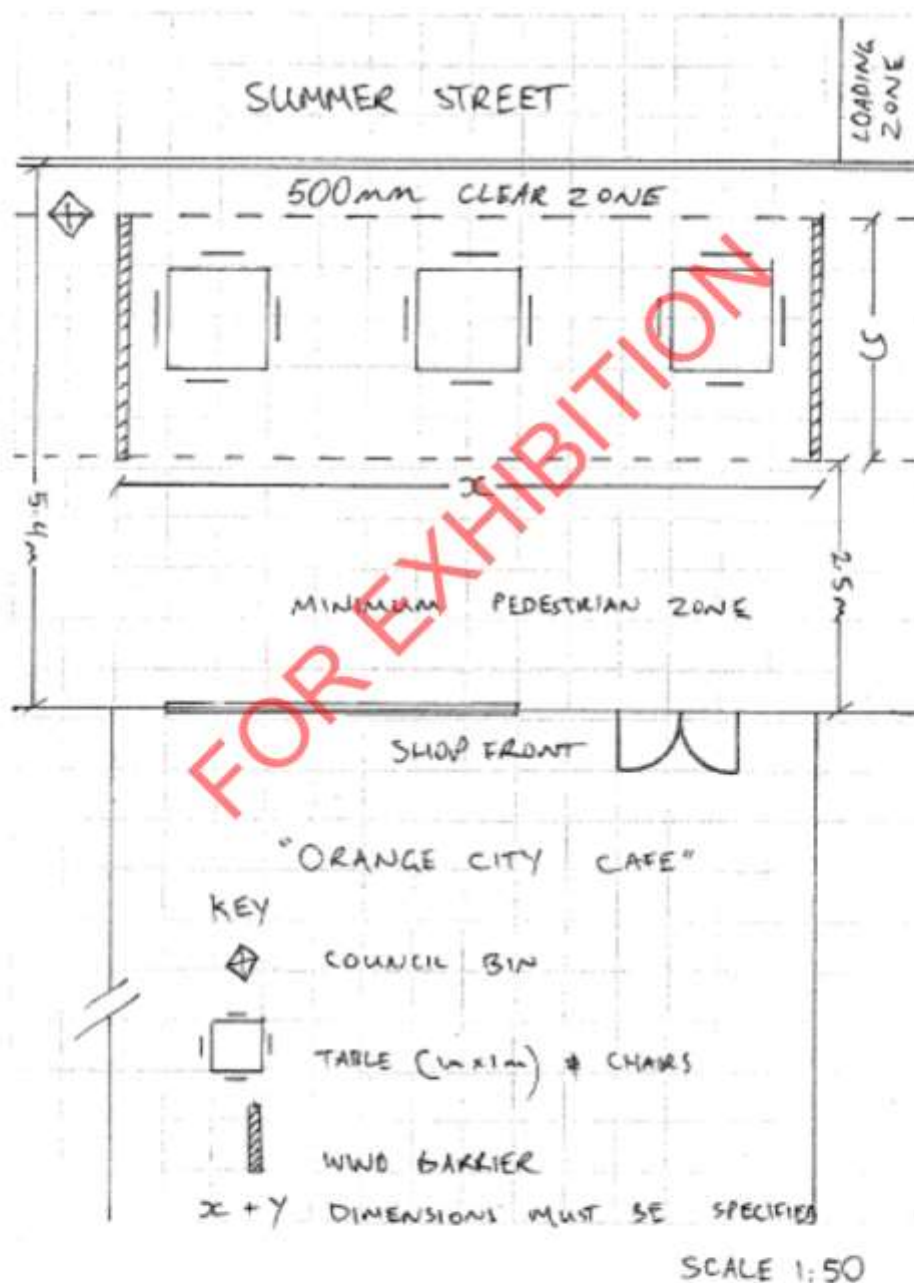 SUMMER STREET
LOADING
ZONE
500mm CLEAR ZONE
y
x
5.4m
2.5m
MINIMUM PEDESTRIAN ZONE
FOR EXHIBITION
SHOP FRONT
"ORANGE CITY CAFE"
KEY
COUNCIL BIN
TABLE (1m x 1m) & CHAIRS
WIND BARRIER
x + Y DIMENSIONS MUST BE SPECIFIED
SCALE 1:50